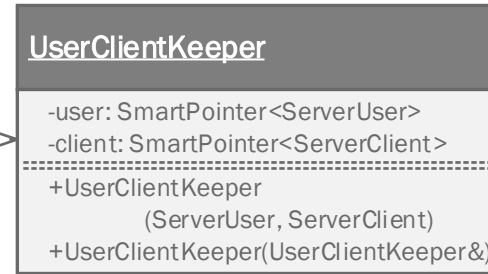 UserClientKeeper
-user: SmartPointer<ServerUser>
-client: SmartPointer<ServerClient>
+UserClientKeeper
(ServerUser, ServerClient)
+UserClientKeeper(UserClientKeeper&)